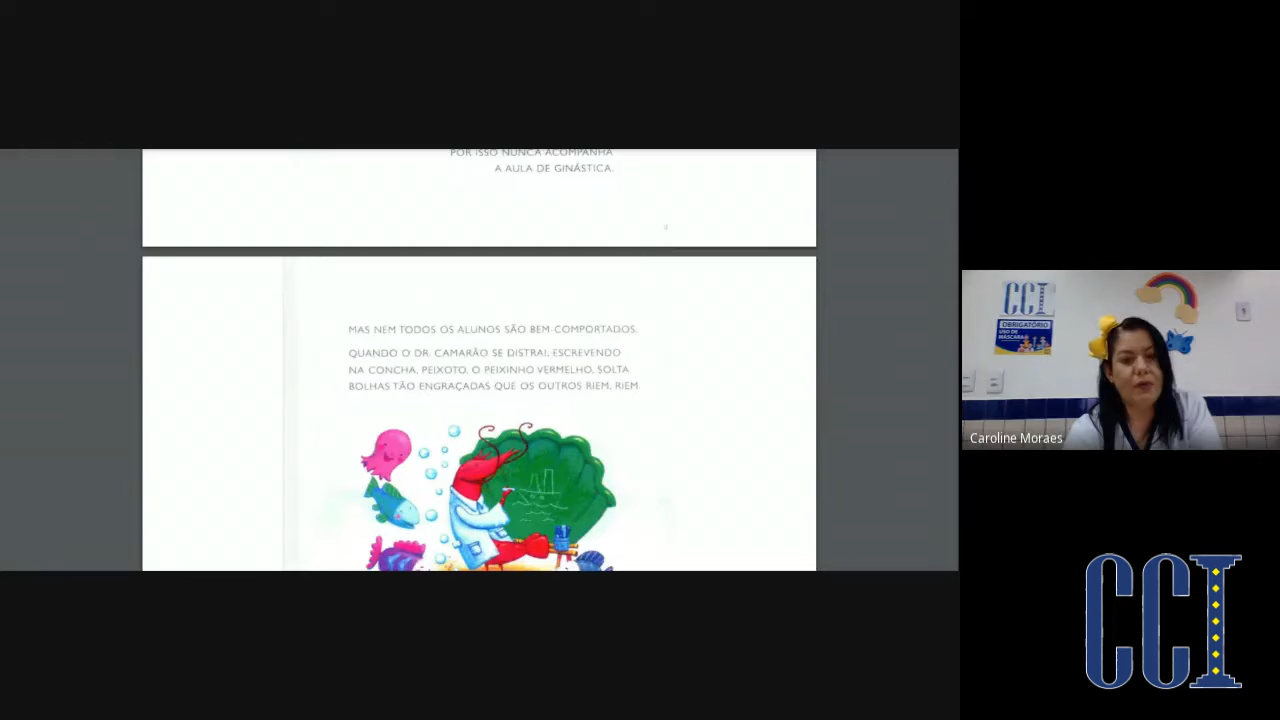 POR ISSO NUNCA ACOMPANHA
A AULA DE GINÁSTICA.
MAS NEM TODOS OS ALUNOS SÃO BEM-COMPORTADOS.
QUANDO O DR. CAMARÃO SE DISTRAI, ESCREVENDO
NA CONCHA, PEIXOTO, O PEIXINHO VERMELHO, SOLTA
BOLHAS TÃO ENGRAÇADAS QUE OS OUTROS RIEM, RIEM
CCI
OBRIGATÓRIO
USO DE
MÁSCARA
Caroline Moraes
CCI